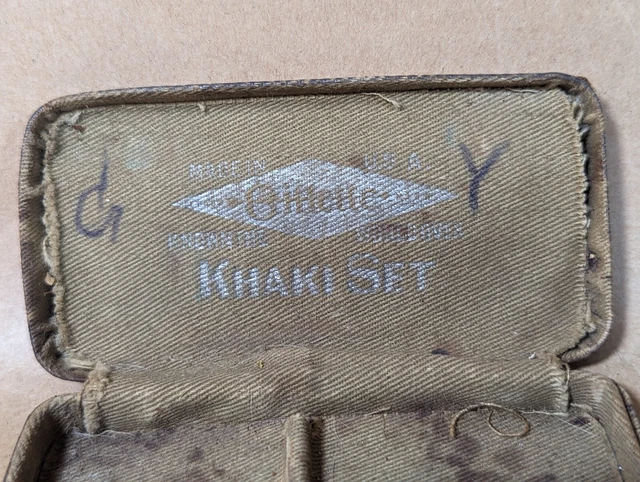 MADE IN U.S.A.
G Gillette Y
KHAKI SET